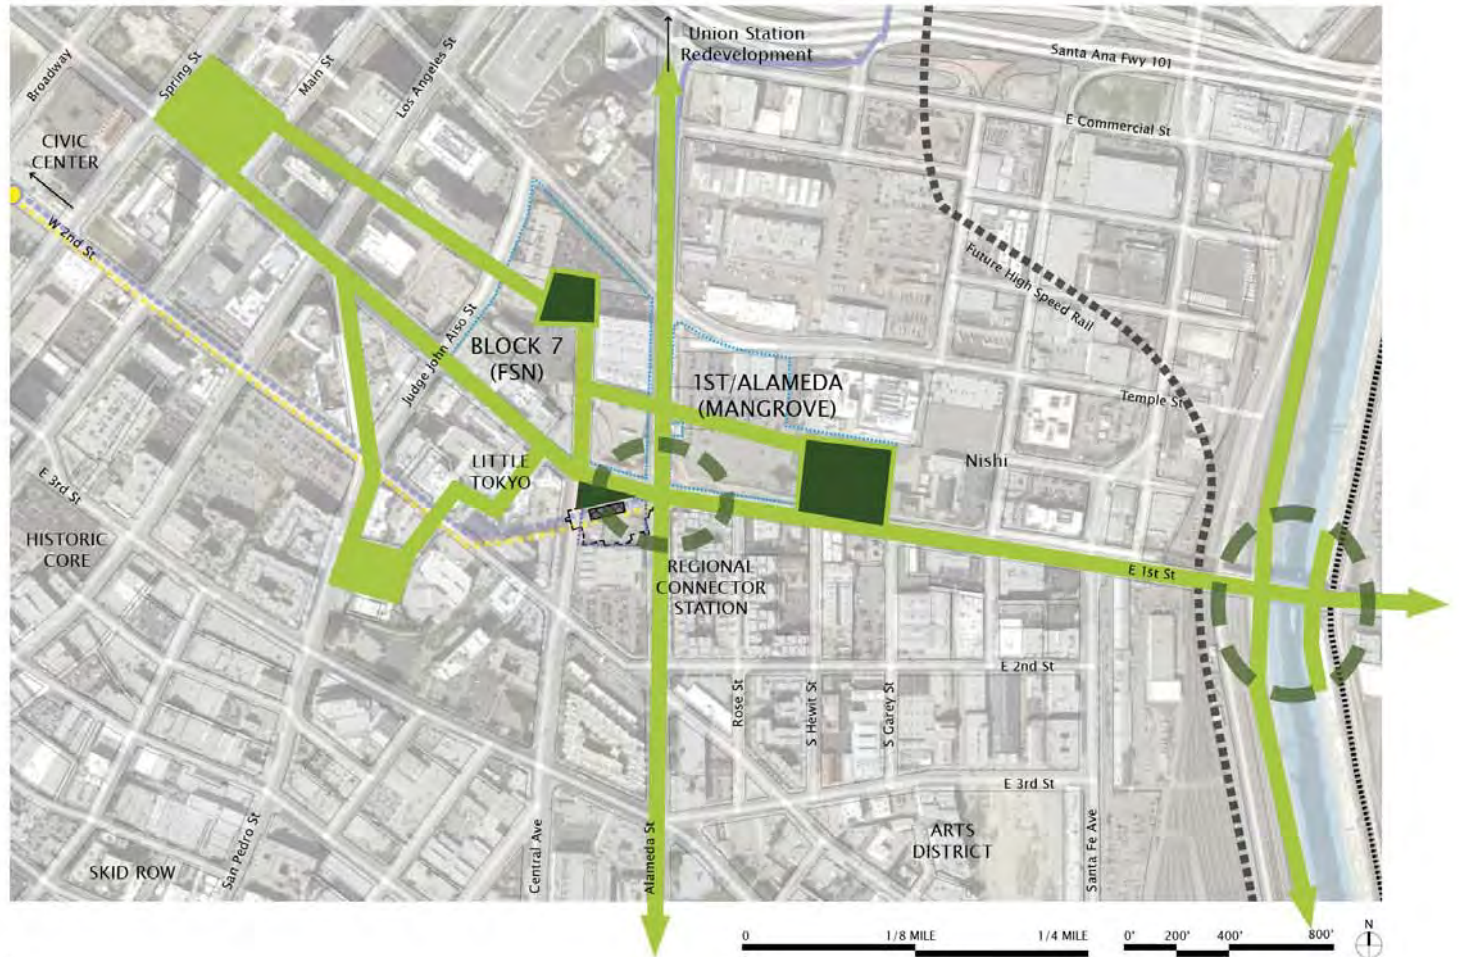 Union Station
Redevelopment
Santa Ana Fwy 101
Broadway
Spring St
Main St
Los Angeles St
E Commercial St
CIVIC
CENTER
W 2nd St
Future High Speed Rail
Judge John Aiso St
BLOCK 7
(FSN)
1ST/ALAMEDA
(MANGROVE)
Temple St
LITTLE
TOKYO
Nishi
E 3rd St
HISTORIC
CORE
REGIONAL
CONNECTOR
STATION
E 1st St
E 2nd St
Rose St
S Hewit St
S Garey St
E 3rd St
ARTS
DISTRICT
SKID ROW
San Pedro St
Central Ave
Alameda St
Santa Fe Ave
0 1/8 MILE 1/4 MILE
0' 200' 400' 800'
N